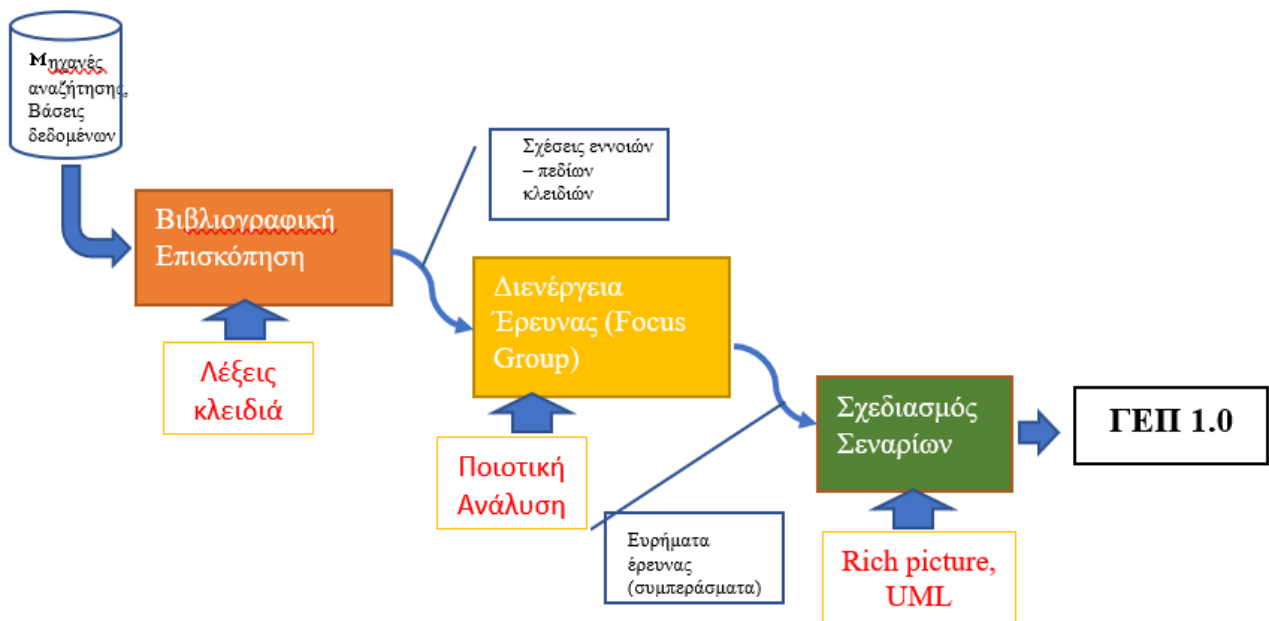 Μηχανές
αναζήτησης,
Βάσεις
δεδομένων
Σχέσεις εννοιών
– πεδίων
κλειδιών
Βιβλιογραφική
Επισκόπηση
Διενέργεια
Έρευνας (Focus
Group)
Λέξεις
κλειδιά
Σχεδιασμός
Σεναρίων
ΓΕΠ 1.0
Ποιοτική
Ανάλυση
Ευρήματα
έρευνας
(συμπεράσματα)
Rich picture,
UML